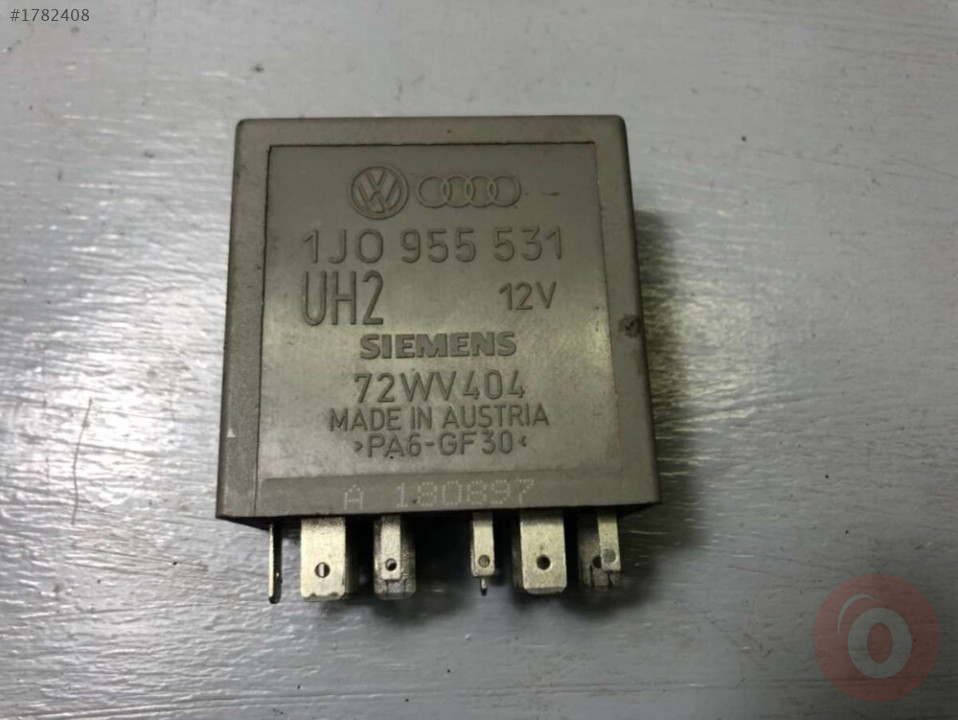 #1782408
1J0 955 531
UH2 12V
SIEMENS
72WV404
MADE IN AUSTRIA
>PA6-GF30<
A 180897